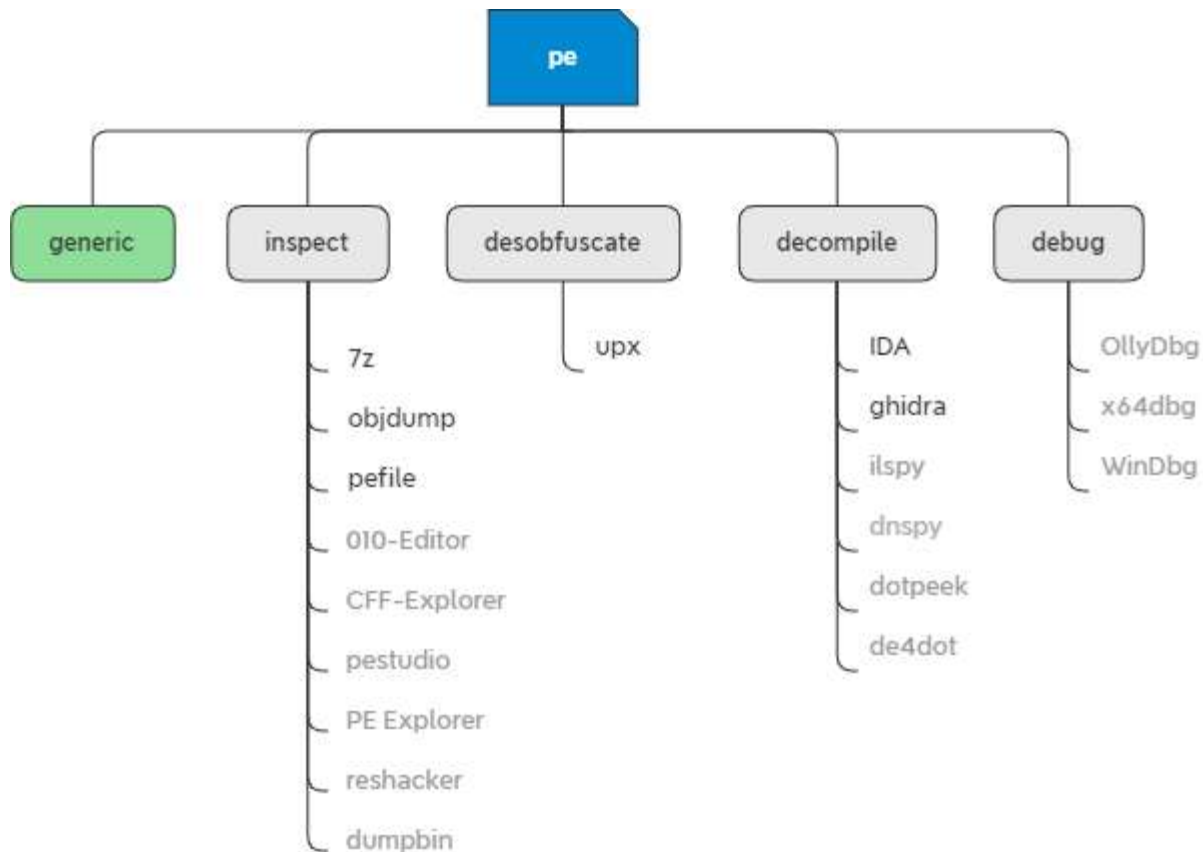 pe
generic
inspect
desobfuscate
decompile
debug
7z
objdump
pefile
010-Editor
CFF-Explorer
pestudio
PE Explorer
reshacker
dumpbin
upx
IDA
ghidra
ilspy
dnspy
dotpeek
de4dot
OllyDbg
x64dbg
WinDbg